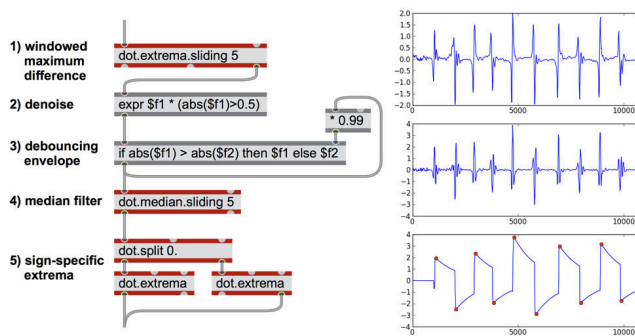 1) windowed
maximum
difference
dot.extrema.sliding 5
2) denoise
expr $f1 * (abs($f1)>0.5)
* 0.99
3) debouncing
envelope
if abs($f1) > abs($f2) then $f1 else $f2
4) median filter
dot.median.sliding 5
5) sign-specific
extrema
dot.split 0.
dot.extrema
dot.extrema
2.0
1.5
1.0
0.5
0.0
-0.5
-1.0
-1.5
-2.0
0
5000
10000
4
3
2
1
0
-1
-2
-3
-4
0
5000
10000
4
3
2
1
0
-1
-2
-3
-4
0
5000
10000